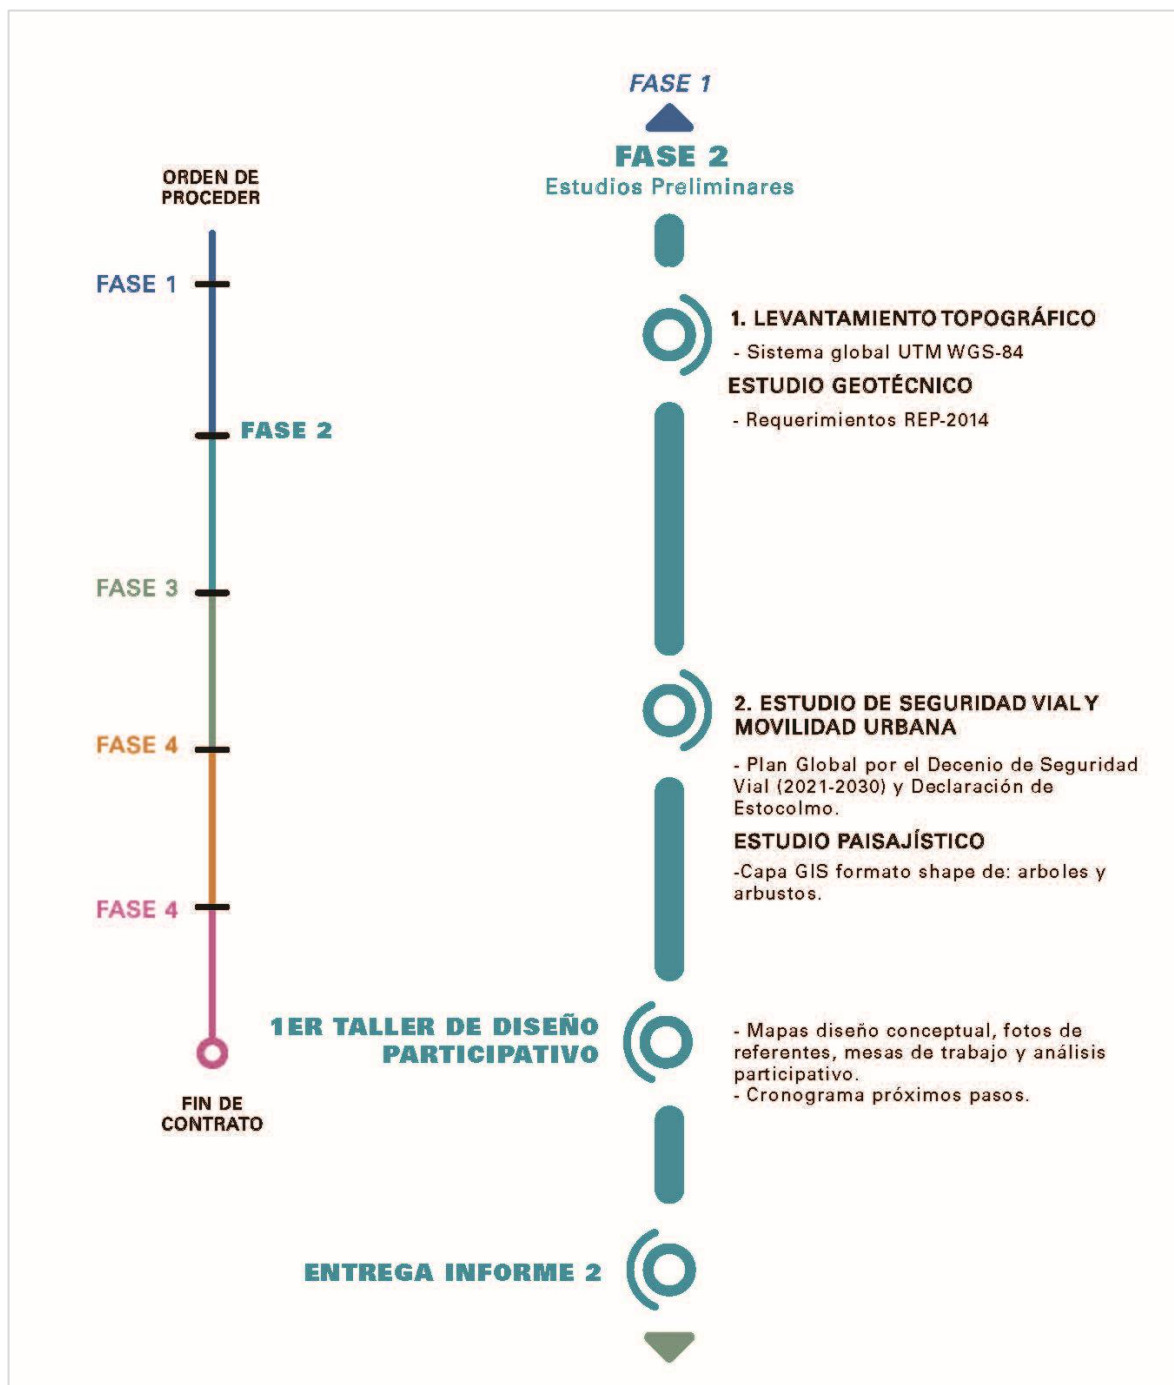 FASE 1
FASE 2
Estudios Preliminares
ORDEN DE
PROCEDER
FASE 1
FASE 2
FASE 3
FASE 4
FASE 4
FIN DE
CONTRATO
1. LEVANTAMIENTO TOPOGRÁFICO
- Sistema global UTM WGS-84
ESTUDIO GEOTÉCNICO
- Requerimientos REP-2014
2. ESTUDIO DE SEGURIDAD VIAL Y
MOVILIDAD URBANA
- Plan Global por el Decenio de Seguridad
Vial (2021-2030) y Declaración de
Estocolmo.
ESTUDIO PAISAJÍSTICO
-Capa GIS formato shape de: arboles y
arbustos.
1ER TALLER DE DISEÑO
PARTICIPATIVO
- Mapas diseño conceptual, fotos de
referentes, mesas de trabajo y análisis
participativo.
- Cronograma próximos pasos.
ENTREGA INFORME 2